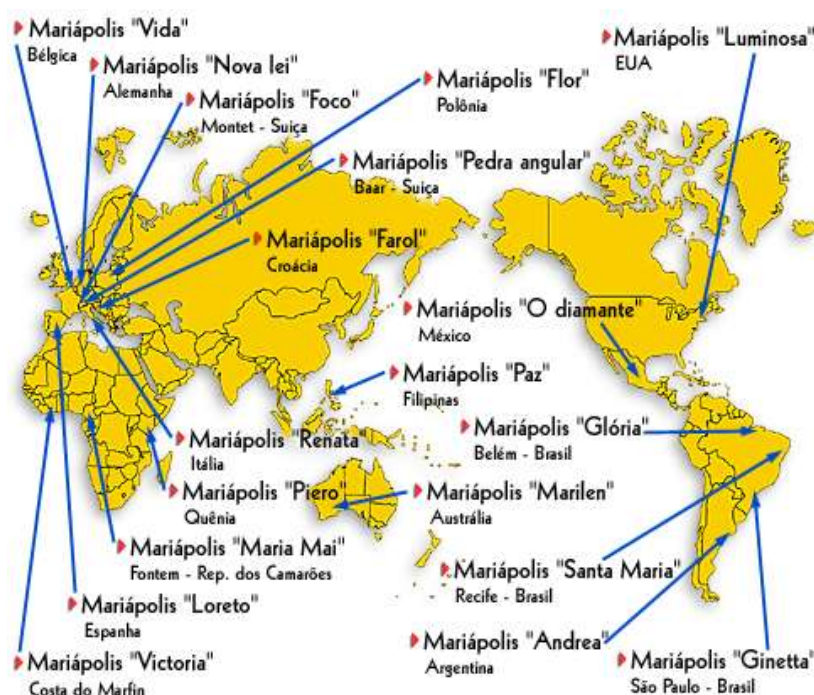 Mariápolis "Vida"
Bélgica
Mariápolis "Luminosa"
EUA
Mariápolis "Nova lei"
Alemanha
Mariápolis "Flor"
Polônia
Mariápolis "Foco"
Montet - Suiça
Mariápolis "Pedra angular"
Baar - Suiça
Mariápolis "Farol"
Croácia
Mariápolis "O diamante"
México
Mariápolis "Paz"
Filipinas
Mariápolis "Glória"
Belém - Brasil
Mariápolis "Renata"
Itália
Mariápolis "Piero"
Quênia
Mariápolis "Marilen"
Austrália
Mariápolis "Maria Mai"
Fontem - Rep. dos Camarões
Mariápolis "Santa Maria"
Recife - Brasil
Mariápolis "Loreto"
Espanha
Mariápolis "Andrea"
Argentina
Mariápolis "Victoria"
Costa do Marfin
Mariápolis "Ginetta"
São Paulo - Brasil